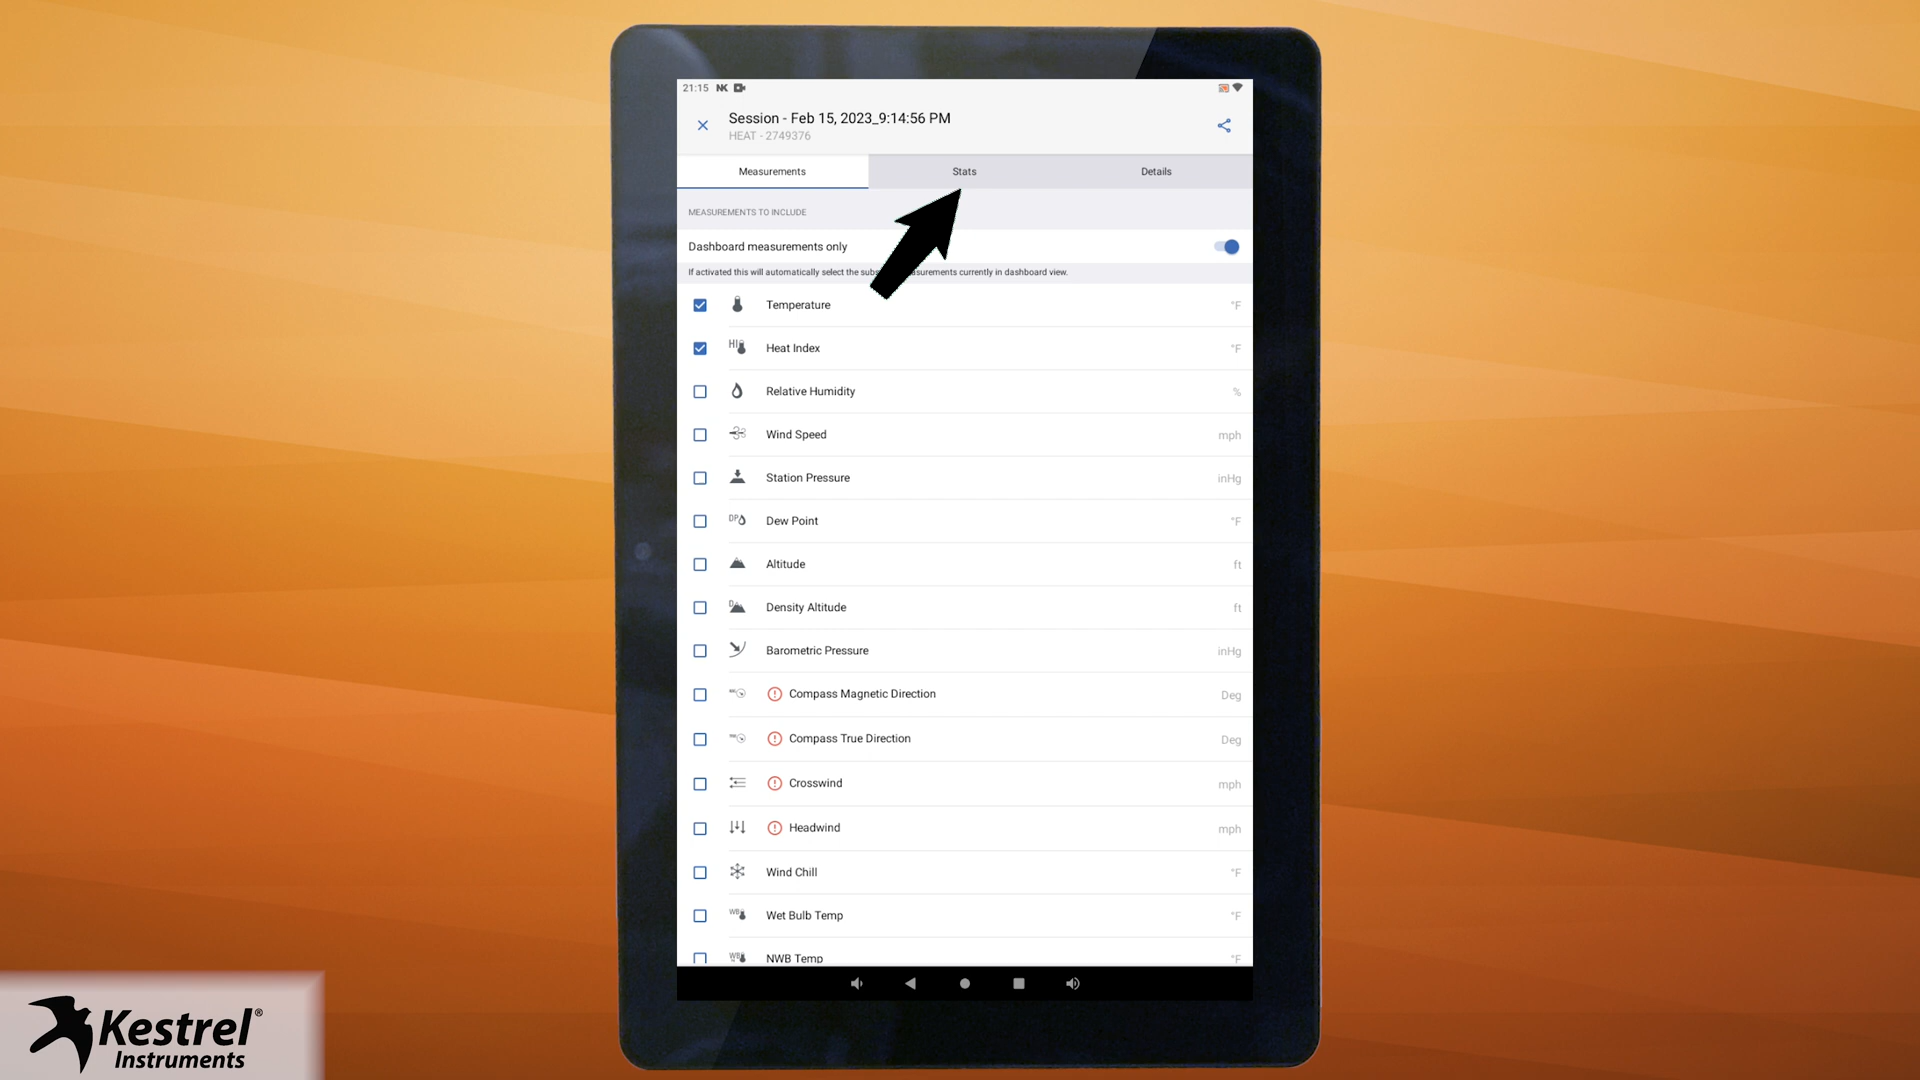 21:15 NK
Session - Feb 15, 2023_9:14:56 PM
HEAT - 2749376
Measurements Stats Details
MEASUREMENTS TO INCLUDE
Dashboard measurements only
If activated this will automatically select the surements currently in dashboard view.
Temperature °F
HI Heat Index °F
Relative Humidity %
Wind Speed mph
Station Pressure inHg
DP Dew Point °F
Altitude ft
D Density Altitude ft
Barometric Pressure inHg
Compass Magnetic Direction Deg
Compass True Direction Deg
Crosswind mph
Headwind mph
Wind Chill °F
WB Wet Bulb Temp °F
WB NWB Temp °F
Kestrel®
Instruments